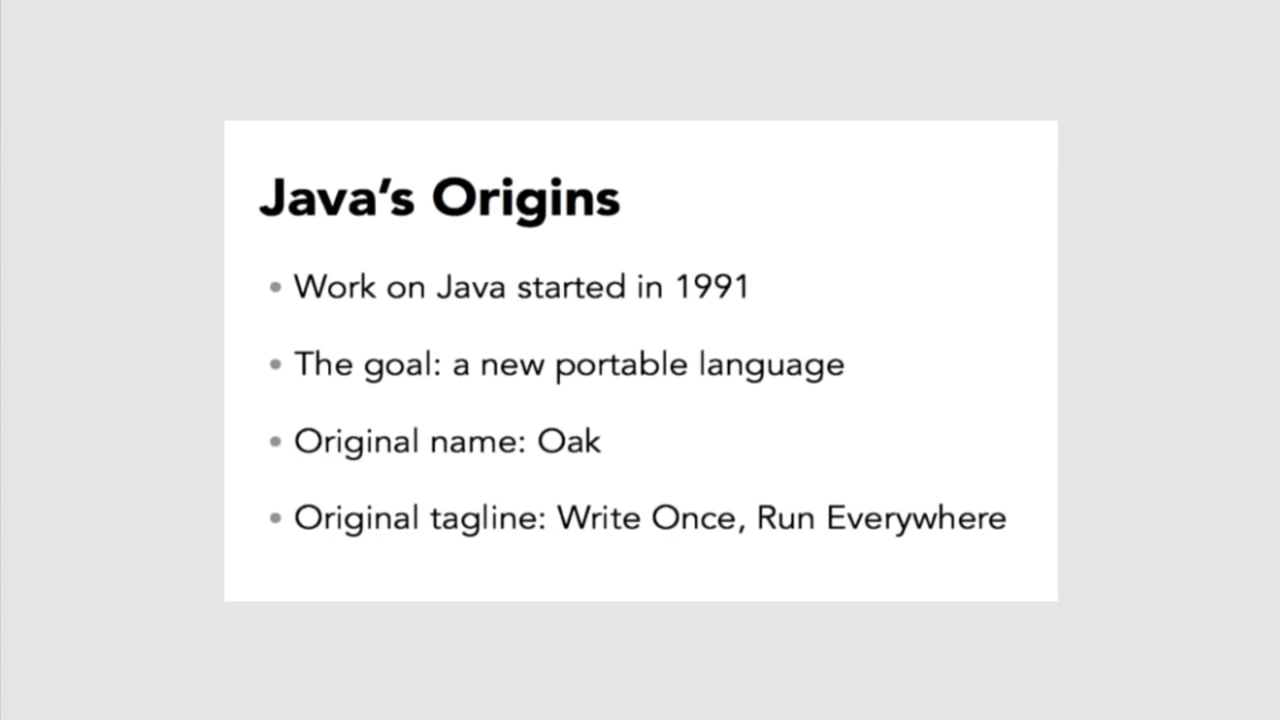 Java’s Origins
• Work on Java started in 1991
• The goal: a new portable language
• Original name: Oak
• Original tagline: Write Once, Run Everywhere